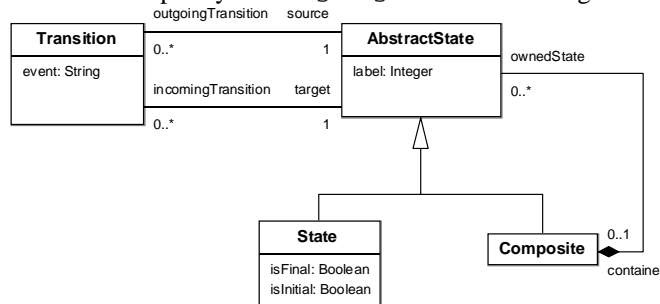 outgoingTransition source
Transition
AbstractState
0..*
1
ownedState
event: String
label: Integer
incomingTransition target
0..*
0..*
1
State
0..1
Composite
isFinal: Boolean
containe
isInitial: Boolean